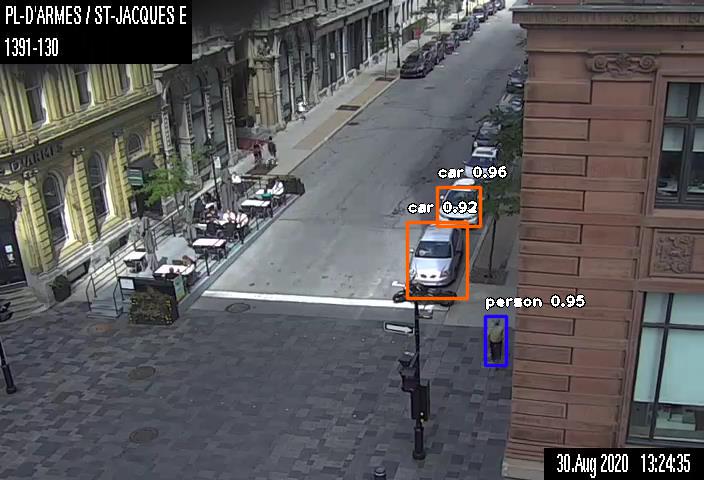 PL-D'ARMES / ST-JACQUES E
1391-130
car 0.96
car 0.92
person 0.95
D'ARMES
30.Aug 2020 13:24:35